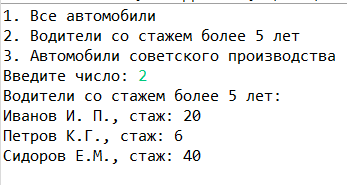 1. Все автомобили
2. Водители со стажем более 5 лет
3. Автомобили советского производства
Введите число: 2
Водители со стажем более 5 лет:
Иванов И. П., стаж: 20
Петров К.Г., стаж: 6
Сидоров Е.М., стаж: 40